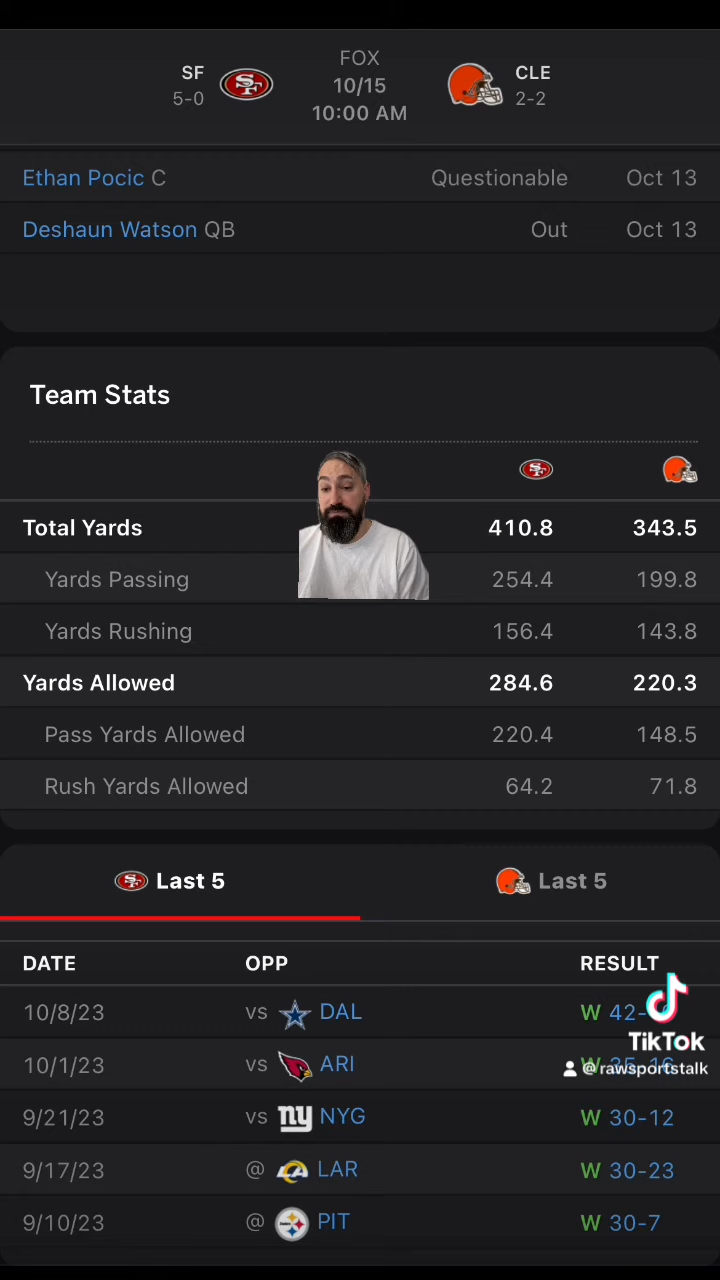 SF 5-0 FOX 10/15 10:00 AM CLE 2-2
Ethan Pocic C Questionable Oct 13
Deshaun Watson QB Out Oct 13
Team Stats
Total Yards 410.8 343.5
Yards Passing 254.4 199.8
Yards Rushing 156.4 143.8
Yards Allowed 284.6 220.3
Pass Yards Allowed 220.4 148.5
Rush Yards Allowed 64.2 71.8
Last 5 Last 5
DATE OPP RESULT
10/8/23 vs DAL W 42-
10/1/23 vs ARI W 35-16
TikTok
@rawsportstalk
9/21/23 vs ny NYG W 30-12
9/17/23 @ LAR W 30-23
9/10/23 @ PIT W 30-7